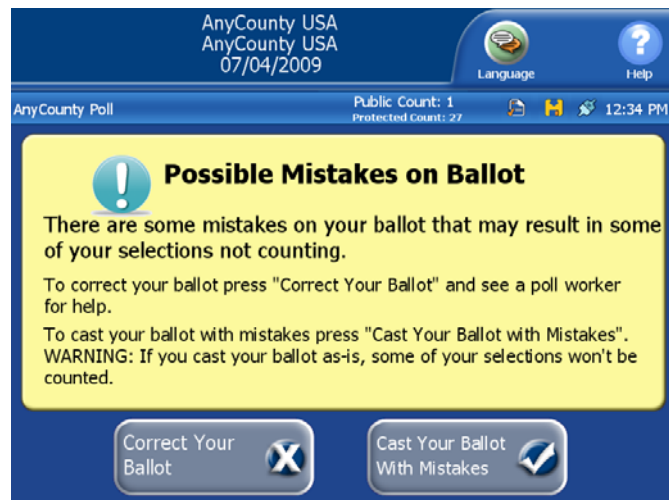 AnyCounty USA
AnyCounty USA
07/04/2009
Language
Help
AnyCounty Poll
Public Count: 1
Protected Count: 27
12:34 PM
Possible Mistakes on Ballot
There are some mistakes on your ballot that may result in some
of your selections not counting.
To correct your ballot press "Correct Your Ballot" and see a poll worker
for help.
To cast your ballot with mistakes press "Cast Your Ballot with Mistakes".
WARNING: If you cast your ballot as-is, some of your selections won't be
counted.
Correct Your
Ballot
Cast Your Ballot
With Mistakes